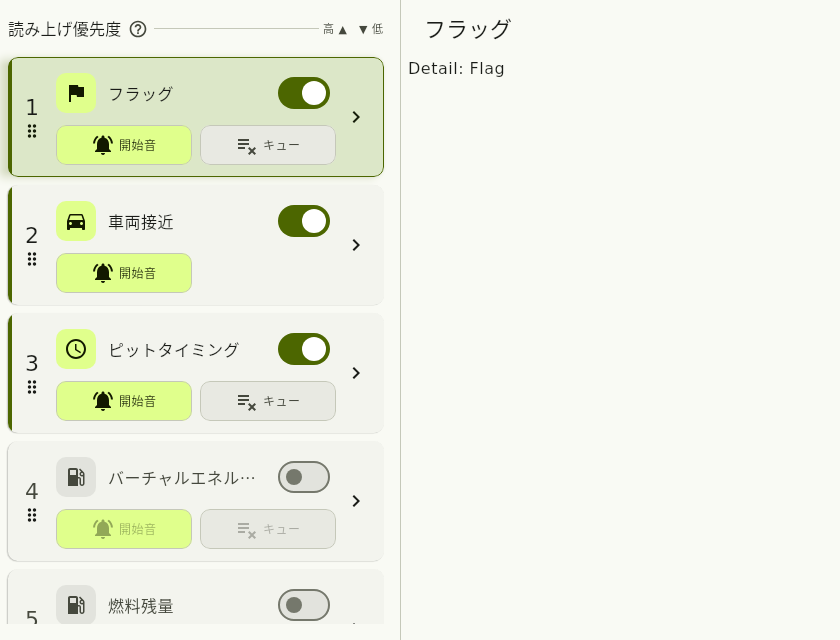 読み上げ優先度
高▲ ▼低
1
フラッグ
開始音
キュー
2
車両接近
開始音
3
ピットタイミング
開始音
キュー
4
バーチャルエネル…
開始音
キュー
5
燃料残量
フラッグ
Detail: Flag